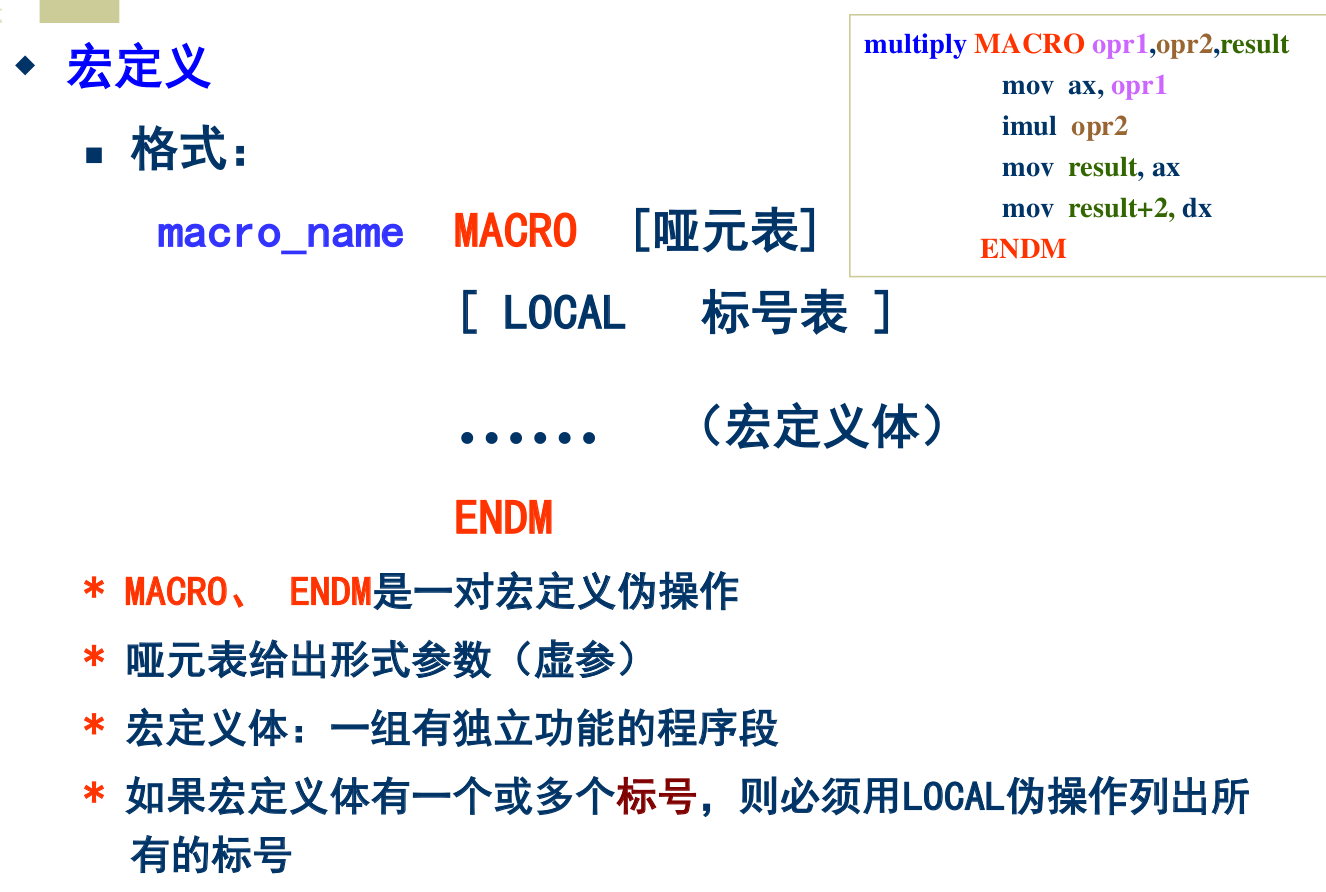 宏定义
格式：
macro_name MACRO [哑元表]
[ LOCAL 标号表 ]
...... （宏定义体）
ENDM
multiply MACRO opr1,opr2,result
mov ax, opr1
imul opr2
mov result, ax
mov result+2, dx
ENDM
* MACRO、 ENDM是一对宏定义伪操作
* 哑元表给出形式参数（虚参）
* 宏定义体：一组有独立功能的程序段
* 如果宏定义体有一个或多个标号，则必须用LOCAL伪操作列出所
有的标号